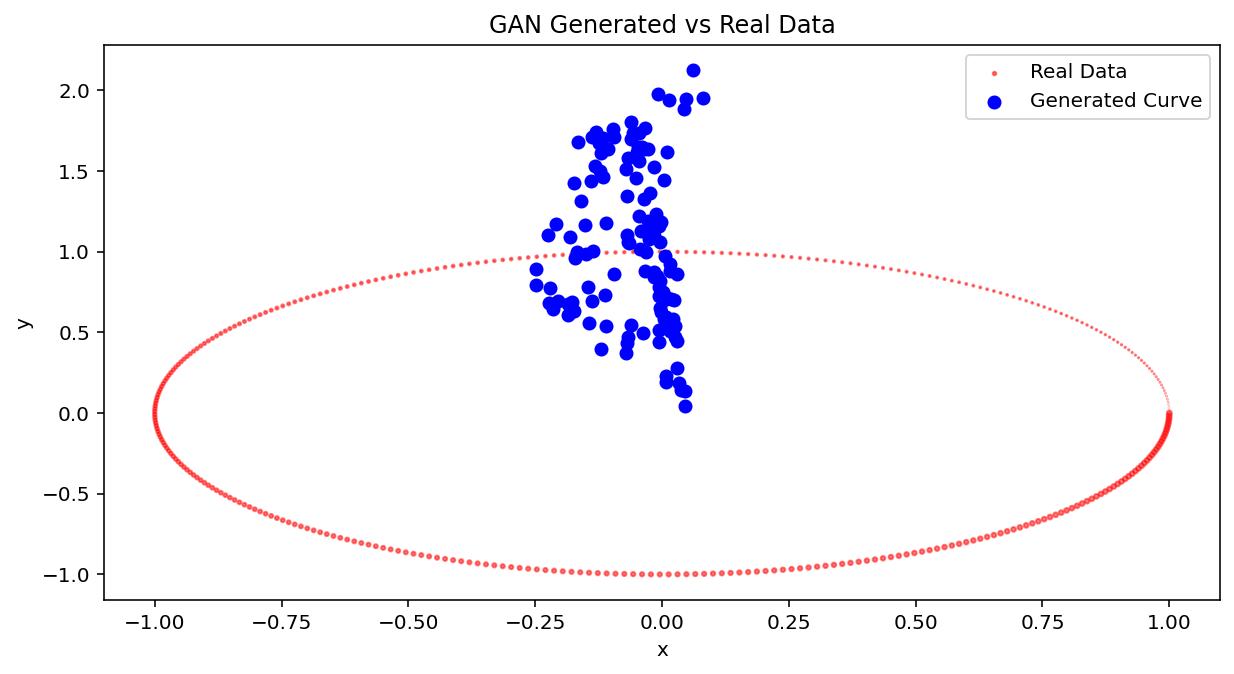 GAN Generated vs Real Data
Real Data
Generated Curve
2.0
1.5
1.0
0.5
0.0
−0.5
−1.0
y
−1.00 −0.75 −0.50 −0.25 0.00 0.25 0.50 0.75 1.00
x